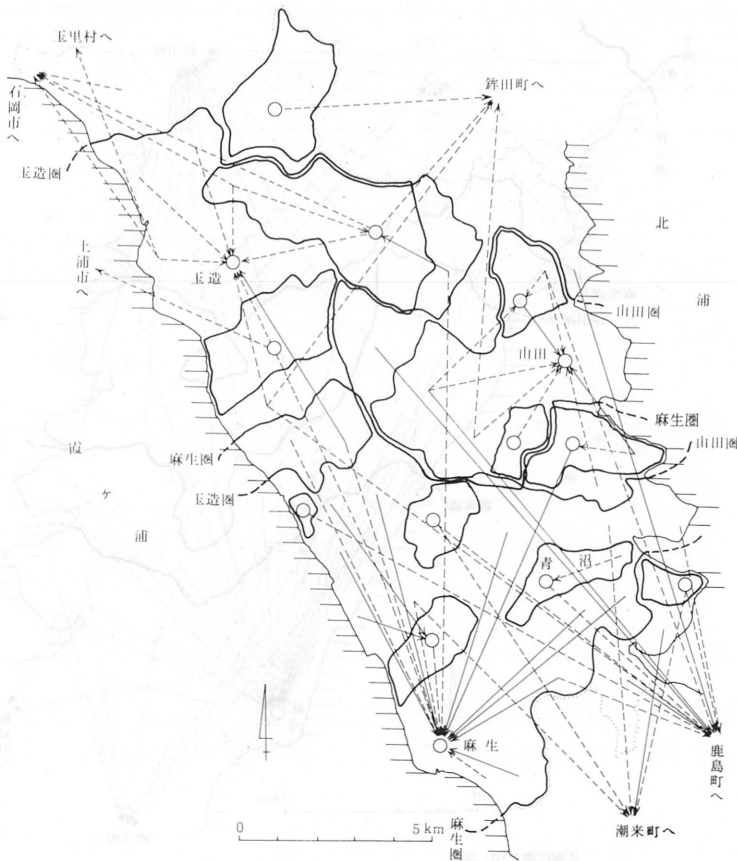 玉里村へ
鉾田町へ
石岡市へ
玉造圏
土浦市へ
玉造
北浦
山田圏
山田
麻生圏
山田圏
麻生圏
玉造圏
霞ヶ浦
青沼
麻生
鹿島町へ
潮来町へ
麻生圏
0 5km